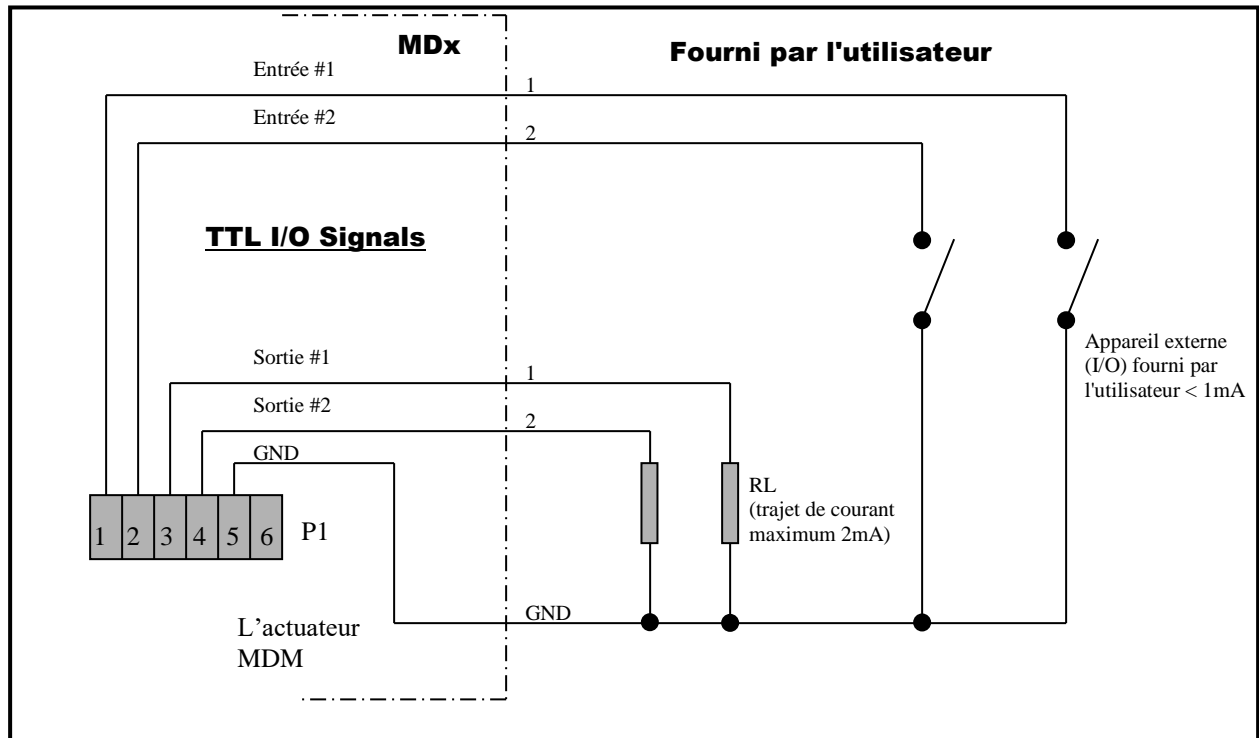 MDx
Fourni par l'utilisateur
Entrée #1
1
Entrée #2
2
TTL I/O Signals
Appareil externe
(I/O) fourni par
l'utilisateur < 1mA
Sortie #1
1
Sortie #2
2
GND
RL
(trajet de courant
maximum 2mA)
1 2 3 4 5 6
P1
GND
L’actuateur
MDM